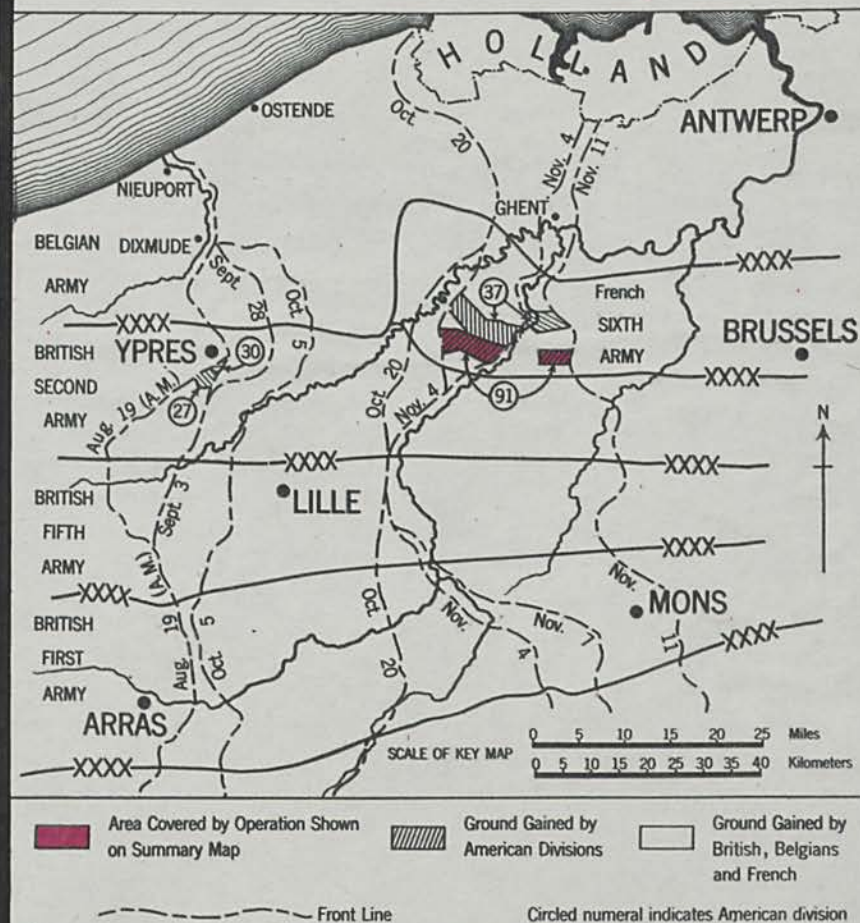 HOLLAND
OSTENDE
Oct. 20
Nov. 4
Nov. 11
ANTWERP
NIEUPORT
GHENT
BELGIAN
ARMY
DIXMUDE
Sept. 28
Oct. 5
XXXX
XXXX
37
French
SIXTH
ARMY
BRUSSELS
BRITISH
SECOND
ARMY
YPRES
30
27
Aug. 19 (A.M.)
Oct. 20
Nov. 4
91
XXXX
N
XXXX
XXXX
LILLE
BRITISH
FIFTH
ARMY
Sept. 3
XXXX
XXXX
(A.M.)
Aug. 19
Oct. 5
Oct. 20
Nov. 4
Nov. 7
Nov. 11
MONS
BRITISH
FIRST
ARMY
XXXX
ARRAS
XXXX
SCALE OF KEY MAP
0 5 10 15 20 25 Miles
0 5 10 15 20 25 30 35 40 Kilometers
Area Covered by Operation Shown
on Summary Map
Ground Gained by
American Divisions
Ground Gained by
British, Belgians
and French
Front Line
Circled numeral indicates American division